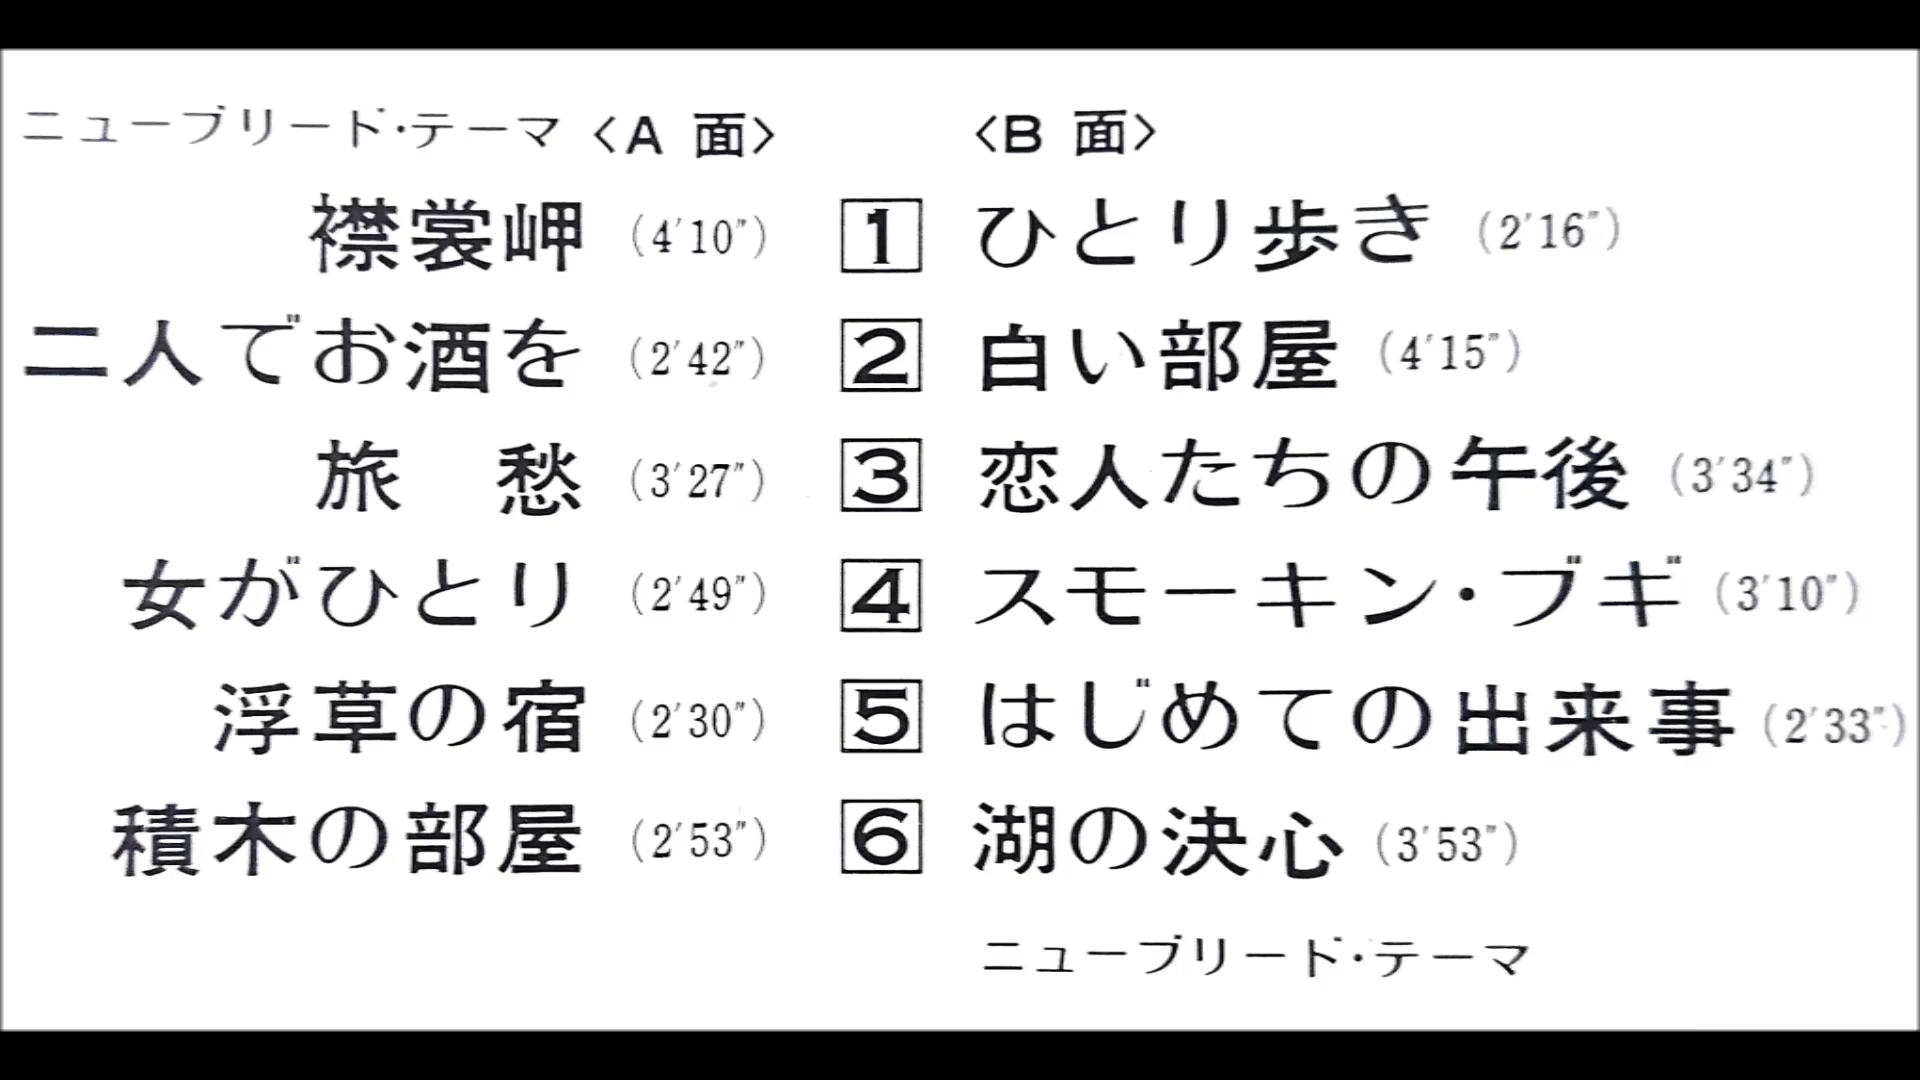 ニューブリード・テーマ 〈A 面〉
襟裳岬 (4′10″)
二人でお酒を (2′42″)
旅 愁 (3′27″)
女がひとり (2′49″)
浮草の宿 (2′30″)
積木の部屋 (2′53″)
1
2
3
4
5
6
〈B 面〉
ひとり歩き (2′16″)
白い部屋 (4′15″)
恋人たちの午後 (3′34″)
スモーキン・ブギ (3′10″)
はじめての出来事 (2′33″)
湖の決心 (3′53″)
ニューブリード・テーマ